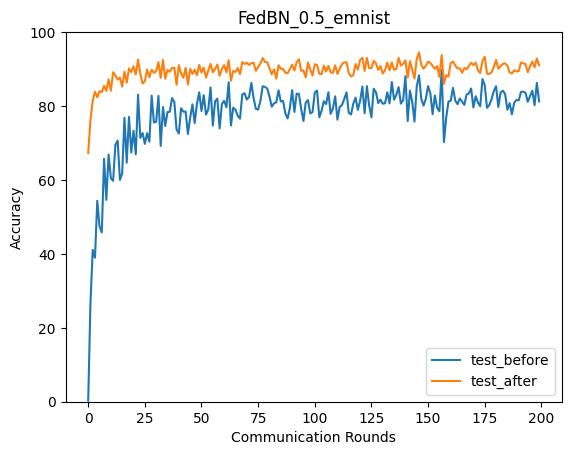 FedBN_0.5_emnist
100
80
60
40
20
0
Accuracy
0 25 50 75 100 125 150 175 200
Communication Rounds
test_before
test_after